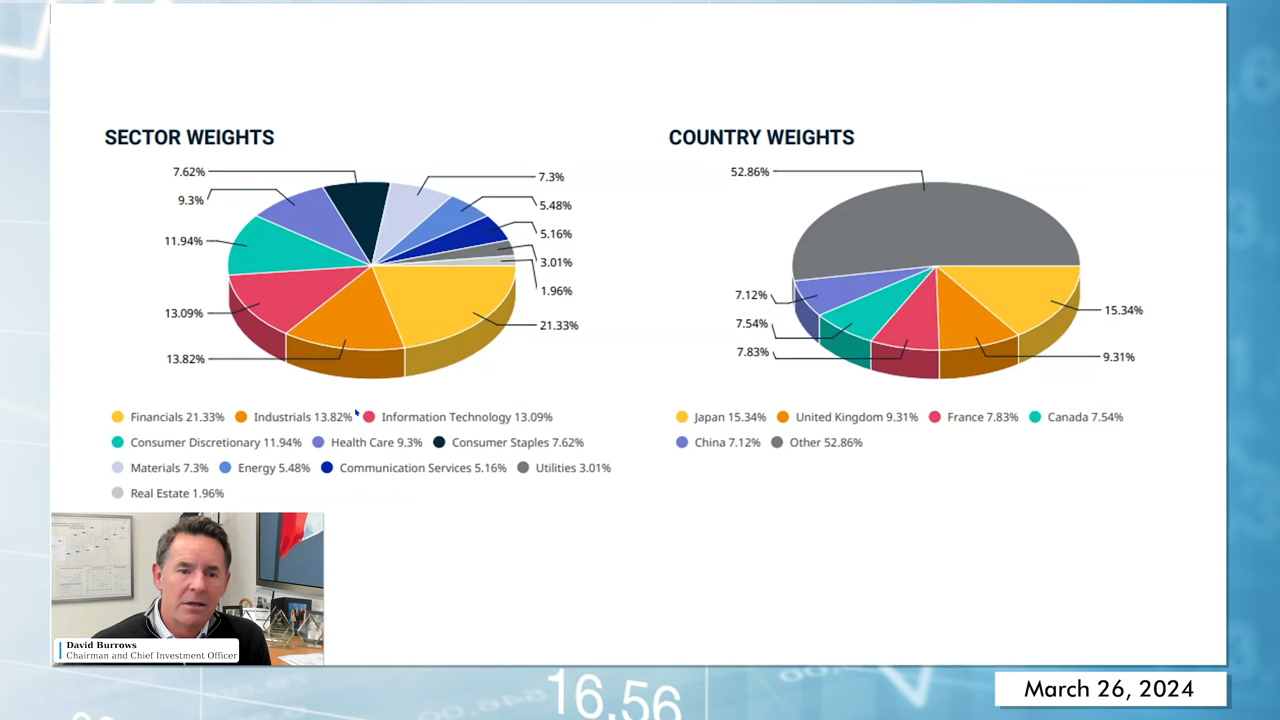 SECTOR WEIGHTS
7.62%
9.3%
11.94%
13.09%
13.82%
7.3%
5.48%
5.16%
3.01%
1.96%
21.33%
Financials 21.33% Industrials 13.82% Information Technology 13.09%
Consumer Discretionary 11.94% Health Care 9.3% Consumer Staples 7.62%
Materials 7.3% Energy 5.48% Communication Services 5.16% Utilities 3.01%
Real Estate 1.96%
COUNTRY WEIGHTS
52.86%
7.12%
7.54%
7.83%
15.34%
9.31%
Japan 15.34% United Kingdom 9.31% France 7.83% Canada 7.54%
China 7.12% Other 52.86%
David Burrows
Chairman and Chief Investment Officer
16.56
March 26, 2024